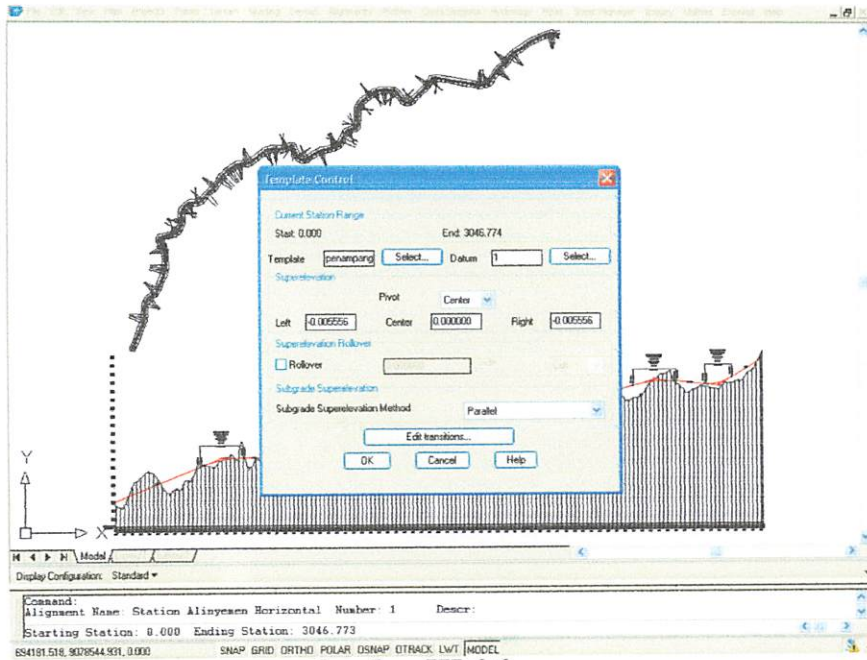 Template Control
Current Station Range
Start: 0.000 End: 3046.774
Template penampang Select... Datum 1 Select...
Superelevation
Pivot Center
Left -0.005556 Center 0.000000 Right -0.005556
Superelevation Rollover
Rollover
Subgrade Superelevation
Subgrade Superelevation Method Parallel
Edit transitions...
OK Cancel Help
Y
X
Model
Display Configuration: Standard
Command:
Alignment Name: Station Alinyemen Horizontal Number: 1 Descr:
Starting Station: 0.000 Ending Station: 3046.773
694181.518, 9078544.931, 0.000 SNAP GRID ORTHO POLAR OSNAP OTRACK LWT MODEL